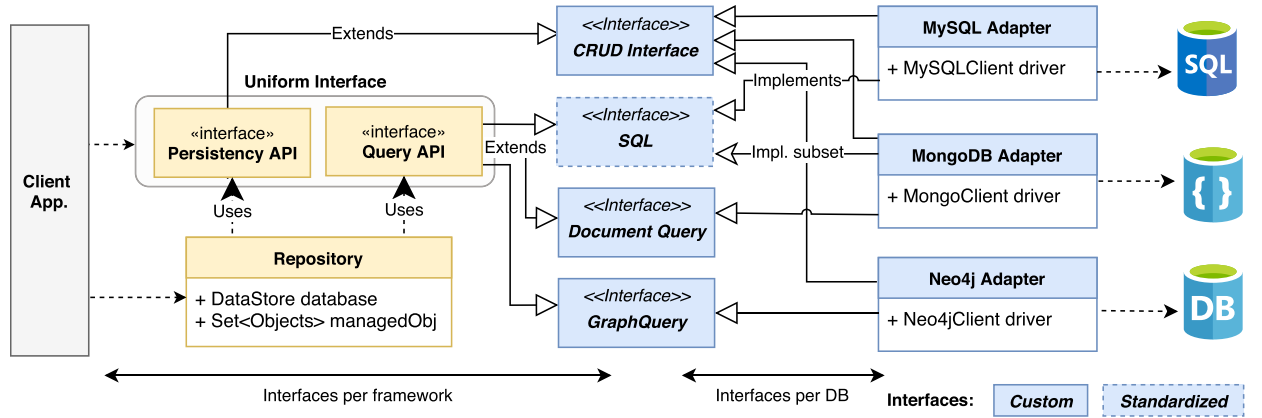 Client
App.
Extends
Uniform Interface
«interface»
Persistency API
«interface»
Query API
Extends
Uses
Uses
Repository
+ DataStore database
+ Set<Objects> managedObj
<<Interface>>
CRUD Interface
<<Interface>>
SQL
<<Interface>>
Document Query
<<Interface>>
GraphQuery
Implements
Impl. subset
MySQL Adapter
+ MySQLClient driver
MongoDB Adapter
+ MongoClient driver
Neo4j Adapter
+ Neo4jClient driver
SQL
{ }
DB
Interfaces per framework
Interfaces per DB
Interfaces:
Custom
Standardized